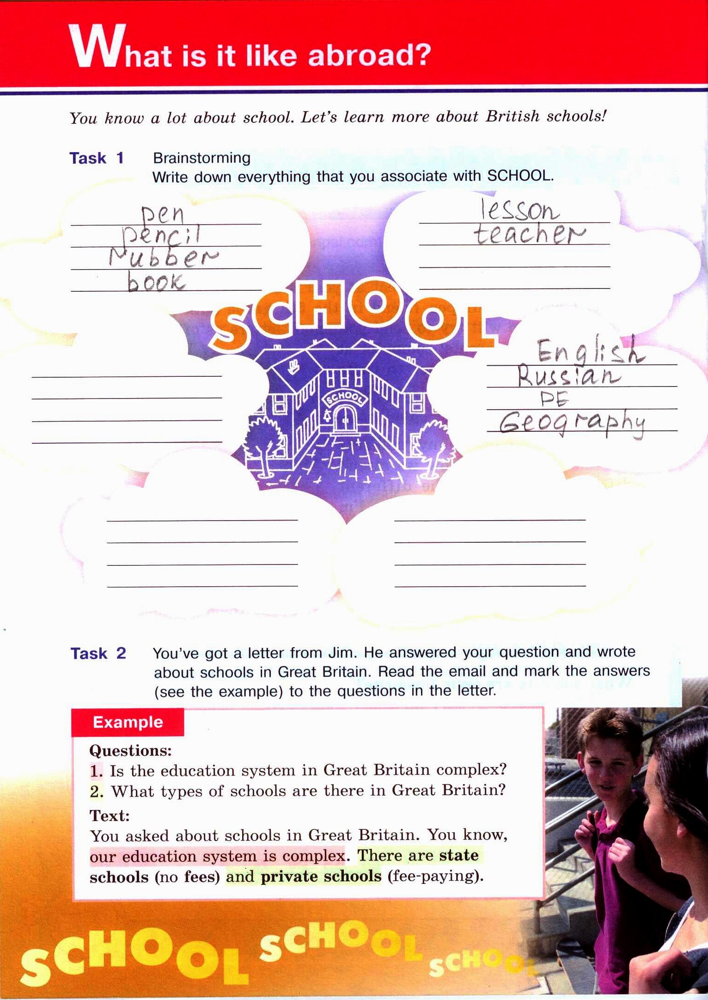 What is it like abroad?
You know a lot about school. Let's learn more about British schools!
Task 1 Brainstorming
Write down everything that you associate with SCHOOL.
pen
pencil
rubber
book
lesson
teacher
SCHOOL
SCHOOL
English
Russian
PE
Geography
Task 2 You've got a letter from Jim. He answered your question and wrote
about schools in Great Britain. Read the email and mark the answers
(see the example) to the questions in the letter.
Example
Questions:
1. Is the education system in Great Britain complex?
2. What types of schools are there in Great Britain?
Text:
You asked about schools in Great Britain. You know,
our education system is complex. There are state
schools (no fees) and private schools (fee-paying).
SCHOOL SCHOOL SCHOOL